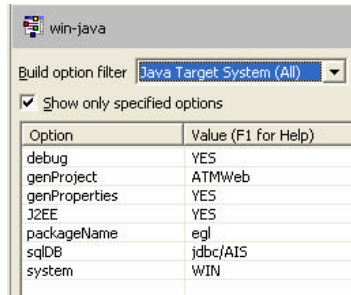 win-java
Build option filter Java Target System (All)
Show only specified options
Option Value (F1 for Help)
debug YES
genProject ATMWeb
genProperties YES
J2EE YES
packageName egl
sqlDB jdbc/AIS
system WIN